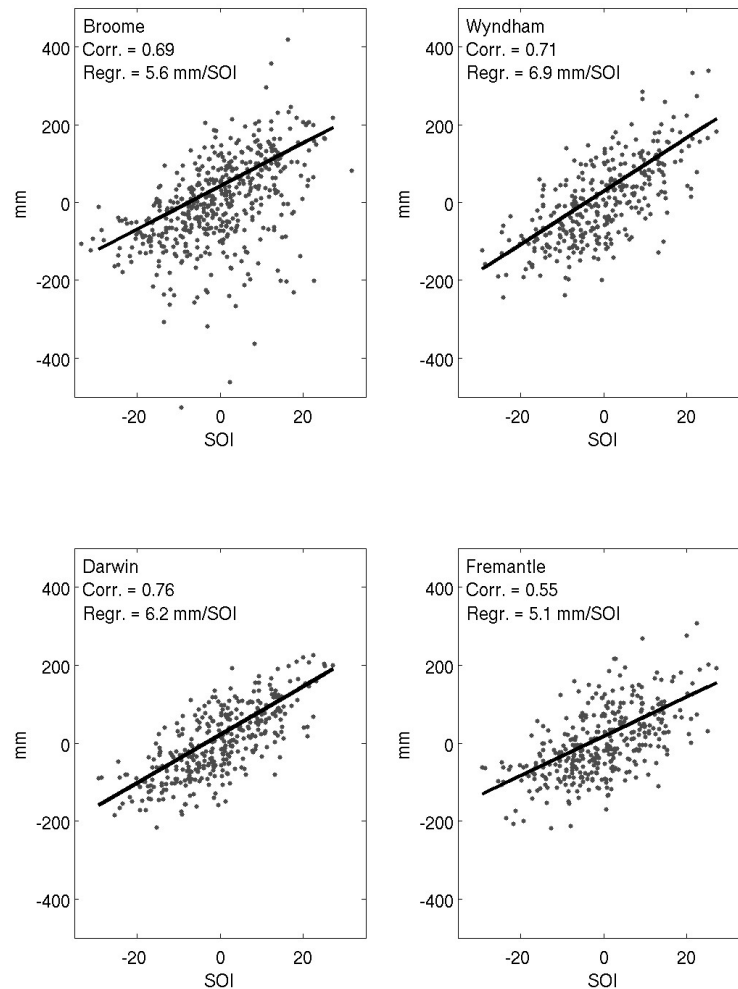 Broome
Corr. = 0.69
Regr. = 5.6 mm/SOI
400
200
0
-200
-400
mm
-20 0 20
SOI
Wyndham
Corr. = 0.71
Regr. = 6.9 mm/SOI
400
200
0
-200
-400
mm
-20 0 20
SOI
Darwin
Corr. = 0.76
Regr. = 6.2 mm/SOI
400
200
0
-200
-400
mm
-20 0 20
SOI
Fremantle
Corr. = 0.55
Regr. = 5.1 mm/SOI
400
200
0
-200
-400
mm
-20 0 20
SOI